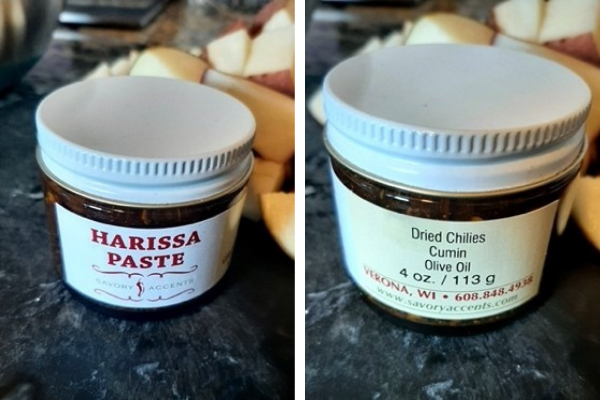 HARISSA
PASTE
SAVORY ACCENTS
Dried Chilies
Cumin
Olive Oil
4 oz. / 113 g
VERONA, WI • 608.848.4938
www.savoryaccents.com